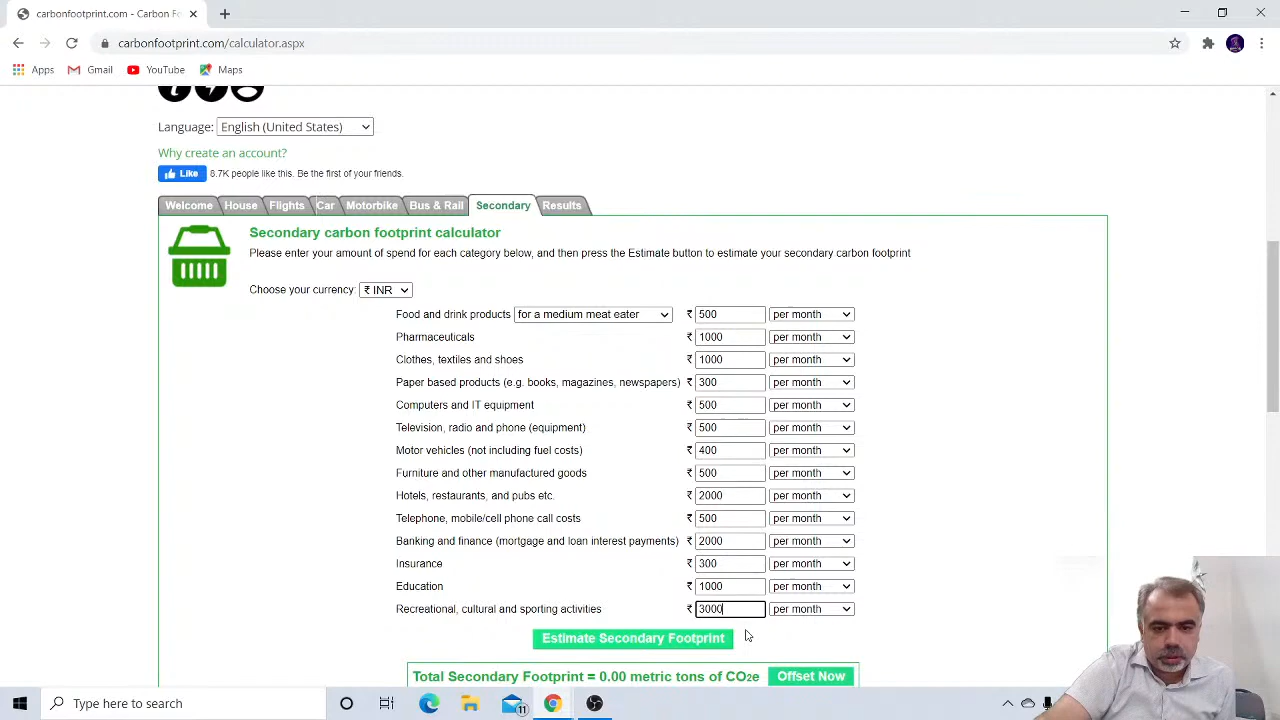 carbonfootprint.com - Carbon Fo
carbonfootprint.com/calculator.aspx
Apps Gmail YouTube Maps
Language: English (United States)
Why create an account?
Like 8.7K people like this. Be the first of your friends.
Welcome House Flights Car Motorbike Bus & Rail Secondary Results
Secondary carbon footprint calculator
Please enter your amount of spend for each category below, and then press the Estimate button to estimate your secondary carbon footprint
Choose your currency: ₹ INR
Food and drink products for a medium meat eater ₹ 500 per month
Pharmaceuticals ₹ 1000 per month
Clothes, textiles and shoes ₹ 1000 per month
Paper based products (e.g. books, magazines, newspapers) ₹ 300 per month
Computers and IT equipment ₹ 500 per month
Television, radio and phone (equipment) ₹ 500 per month
Motor vehicles (not including fuel costs) ₹ 400 per month
Furniture and other manufactured goods ₹ 500 per month
Hotels, restaurants, and pubs etc. ₹ 2000 per month
Telephone, mobile/cell phone call costs ₹ 500 per month
Banking and finance (mortgage and loan interest payments) ₹ 2000 per month
Insurance ₹ 300 per month
Education ₹ 1000 per month
Recreational, cultural and sporting activities ₹ 3000 per month
Estimate Secondary Footprint
Total Secondary Footprint = 0.00 metric tons of CO2e Offset Now
Type here to search
11